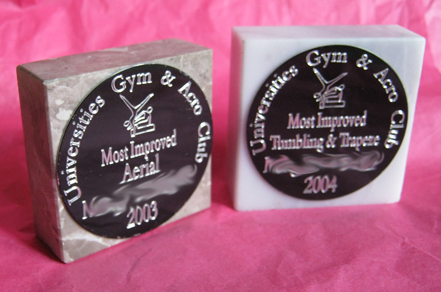 Universities Gym & Acro Club
Most Improved
Aerial
2003
Universities Gym & Acro Club
Most Improved
Tumbling & Trapeze
2004